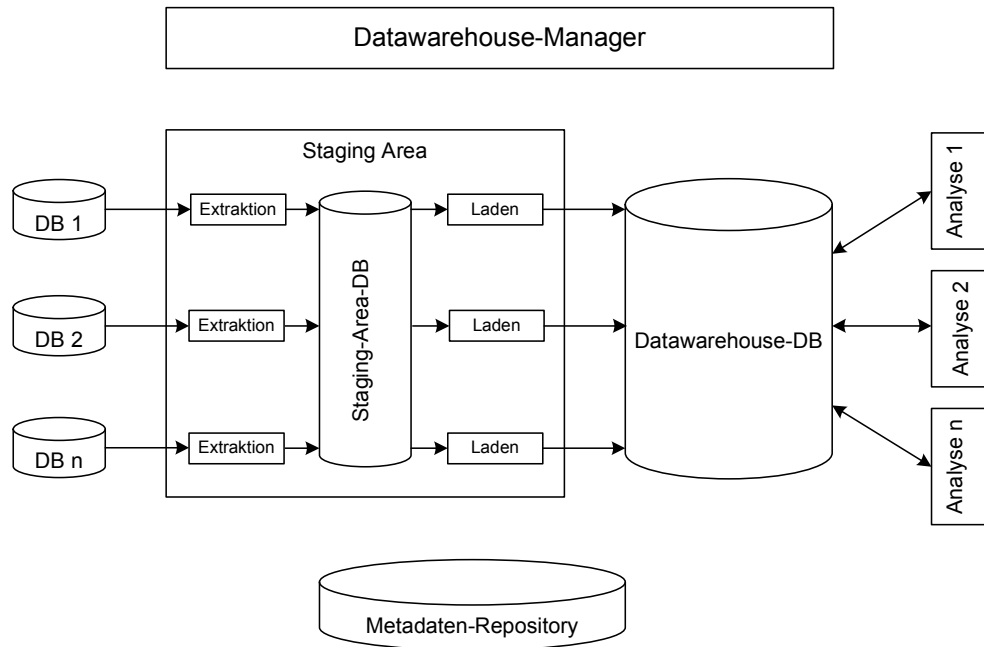 Datawarehouse-Manager
Staging Area
DB 1
Extraktion
Laden
DB 2
Extraktion
Laden
DB n
Extraktion
Laden
Staging-Area-DB
Datawarehouse-DB
Analyse 1
Analyse 2
Analyse n
Metadaten-Repository